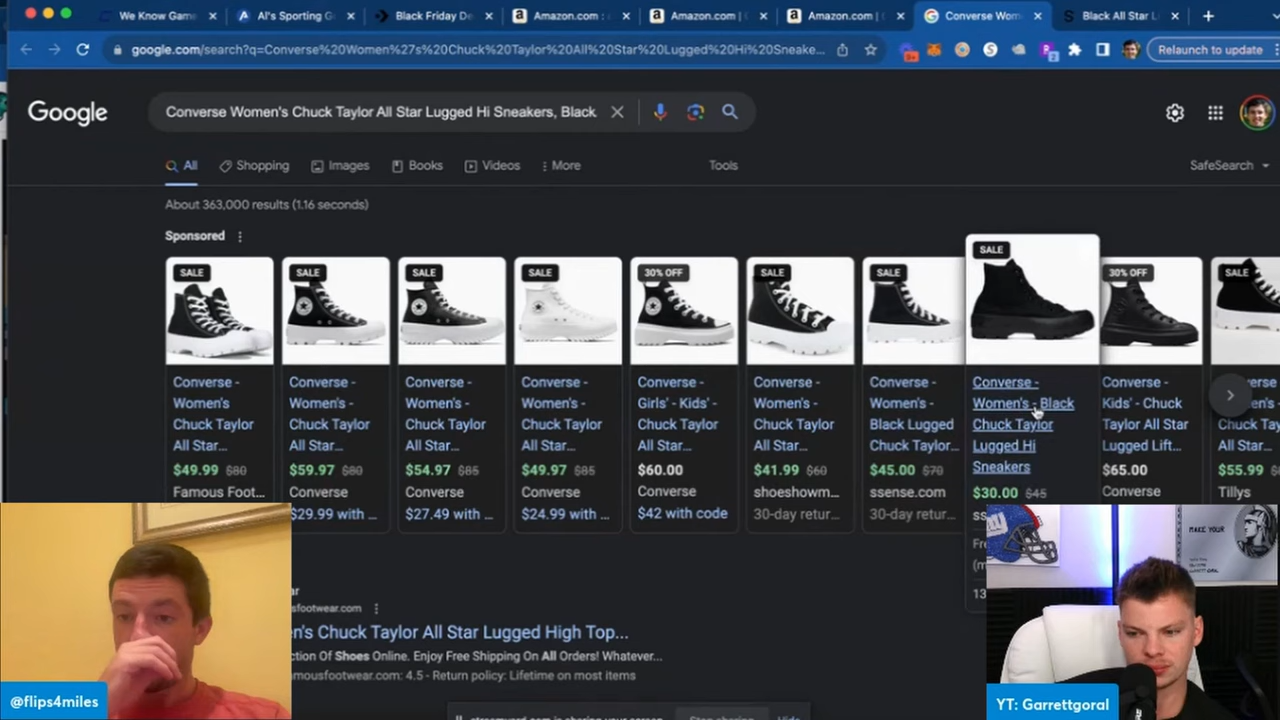 We Know Game
Al's Sporting G
Black Friday De
Amazon.com :
Amazon.com |
Amazon.com |
Converse Wom
Black All Star L
google.com/search?q=Converse%20Women%27s%20Chuck%20Taylor%20All%20Star%20Lugged%20Hi%20Sneake...
Relaunch to update
Google
Converse Women's Chuck Taylor All Star Lugged Hi Sneakers, Black
All
Shopping
Images
Books
Videos
More
Tools
SafeSearch
About 363,000 results (1.16 seconds)
Sponsored
SALE
Converse -
Women's
Chuck Taylor
All Star...
$49.99 $80
Famous Foot...
SALE
Converse -
Women's -
Chuck Taylor
All Star...
$59.97 $80
Converse
$29.99 with ...
SALE
Converse -
Women's -
Chuck Taylor
All Star...
$54.97 $85
Converse
$27.49 with ...
SALE
Converse -
Women's -
Chuck Taylor
All Star...
$49.97 $85
Converse
$24.99 with ...
30% OFF
Converse -
Girls' - Kids' -
Chuck Taylor
All Star...
$60.00
Converse
$42 with code
SALE
Converse -
Women's -
Chuck Taylor
All Star...
$41.99 $60
shoeshowm...
30-day retur...
SALE
Converse -
Women's -
Black Lugged
Chuck Taylor...
$45.00 $70
ssense.com
30-day retur...
SALE
Converse -
Women's - Black
Chuck Taylor
Lugged Hi
Sneakers
$30.00 $45
30% OFF
Converse -
Kids' - Chuck
Taylor All Star
Lugged Lift...
$65.00
Converse
SALE
$55.99
Tillys
sfootwear.com
's Chuck Taylor All Star Lugged High Top...
ction Of Shoes Online. Enjoy Free Shipping On All Orders! Whatever...
mousfootwear.com: 4.5 - Return policy: Lifetime on most items
MAKE YOUR
@flips4miles
YT: Garrettgoral